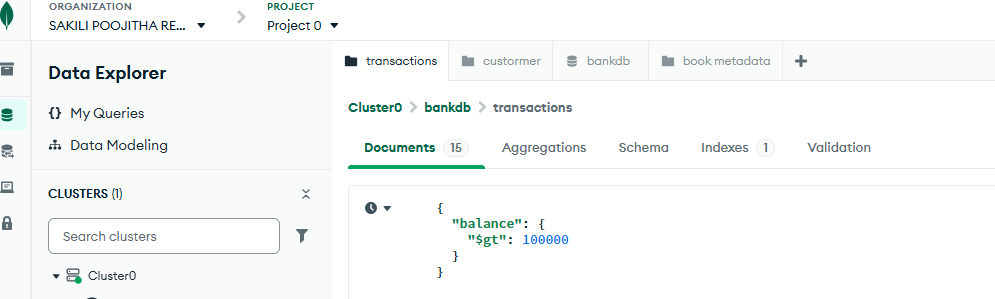 ORGANIZATION
SAKILI POOJITHA RE...
PROJECT
Project 0
Data Explorer
My Queries
Data Modeling
CLUSTERS (1)
Search clusters
Cluster0
transactions
custormer
bankdb
book metadata
+
Cluster0 > bankdb > transactions
Documents 15 Aggregations Schema Indexes 1 Validation
{
"balance": {
"$gt": 100000
}
}